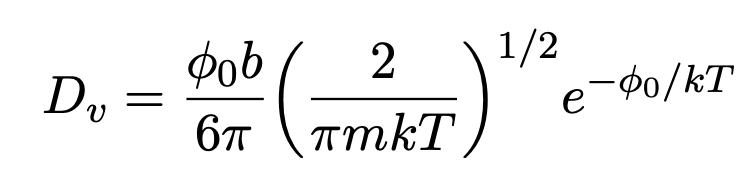 D_v = \frac{\phi_0 b}{6\pi} \left( \frac{2}{\pi m k T} \right)^{1/2} e^{-\phi_0/kT}